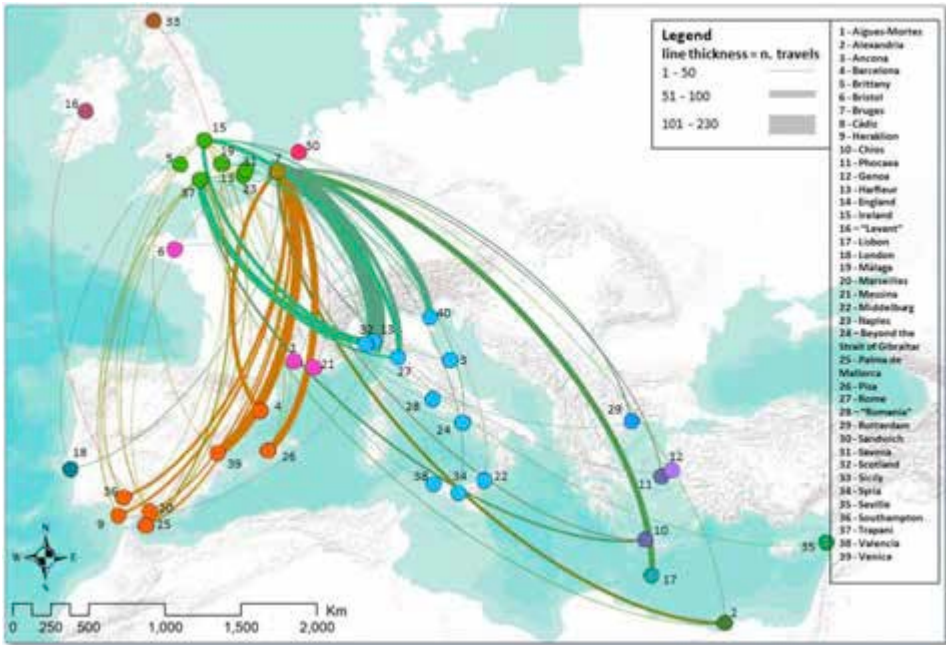 33
Legend
line thickness = n. travels
1 - 50
51 - 100
101 - 230
1 - Aigues-Mortes
2 - Alexandria
3 - Ancona
4 - Barcelona
5 - Brittany
6 - Bristol
7 - Bruges
8 - Cádiz
9 - Heraklion
10 - Chios
11 - Phocaea
12 - Genoa
13 - Harfleur
14 - England
15 - Ireland
16 - "Levant"
17 - Lisbon
18 - London
19 - Málaga
20 - Marseilles
21 - Messina
22 - Middelburg
23 - Naples
24 - Beyond the
Strait of Gibraltar
25 - Palma de
Mallorca
26 - Pisa
27 - Rome
28 - "Romania"
29 - Rotterdam
30 - Sandwich
31 - Savona
32 - Scotland
33 - Sicily
34 - Syria
35 - Seville
36 - Southampton
37 - Trapani
38 - Valencia
39 - Venice
16
15
5
19
23
37
7
6
40
32
13
1
21
27
3
28
24
4
29
39
26
18
36
9
25
38
34
22
12
11
10
35
17
2
N
W
E
S
0
250
500
1,000
1,500
2,000
Km